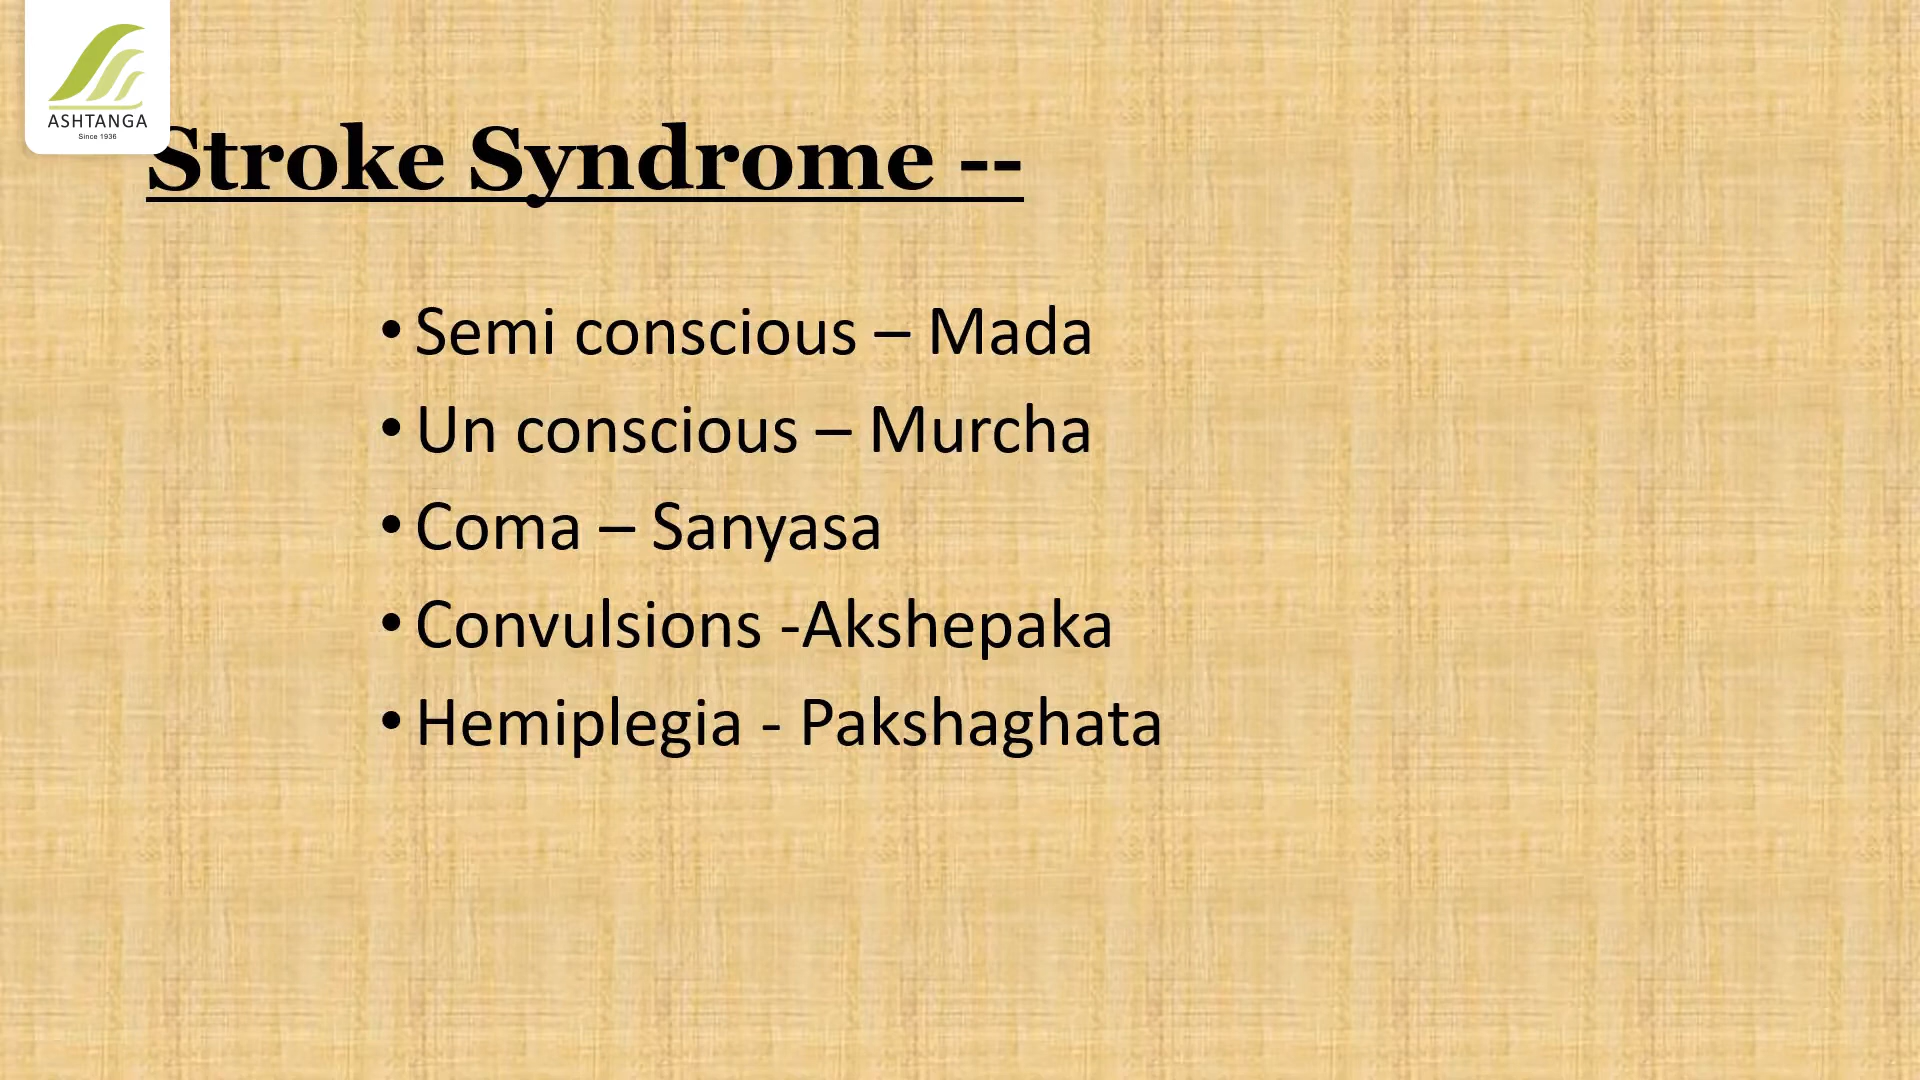 ASHTANGA
Since 1936
Stroke Syndrome --
• Semi conscious – Mada
• Un conscious – Murcha
• Coma – Sanyasa
• Convulsions -Akshepaka
• Hemiplegia - Pakshaghata